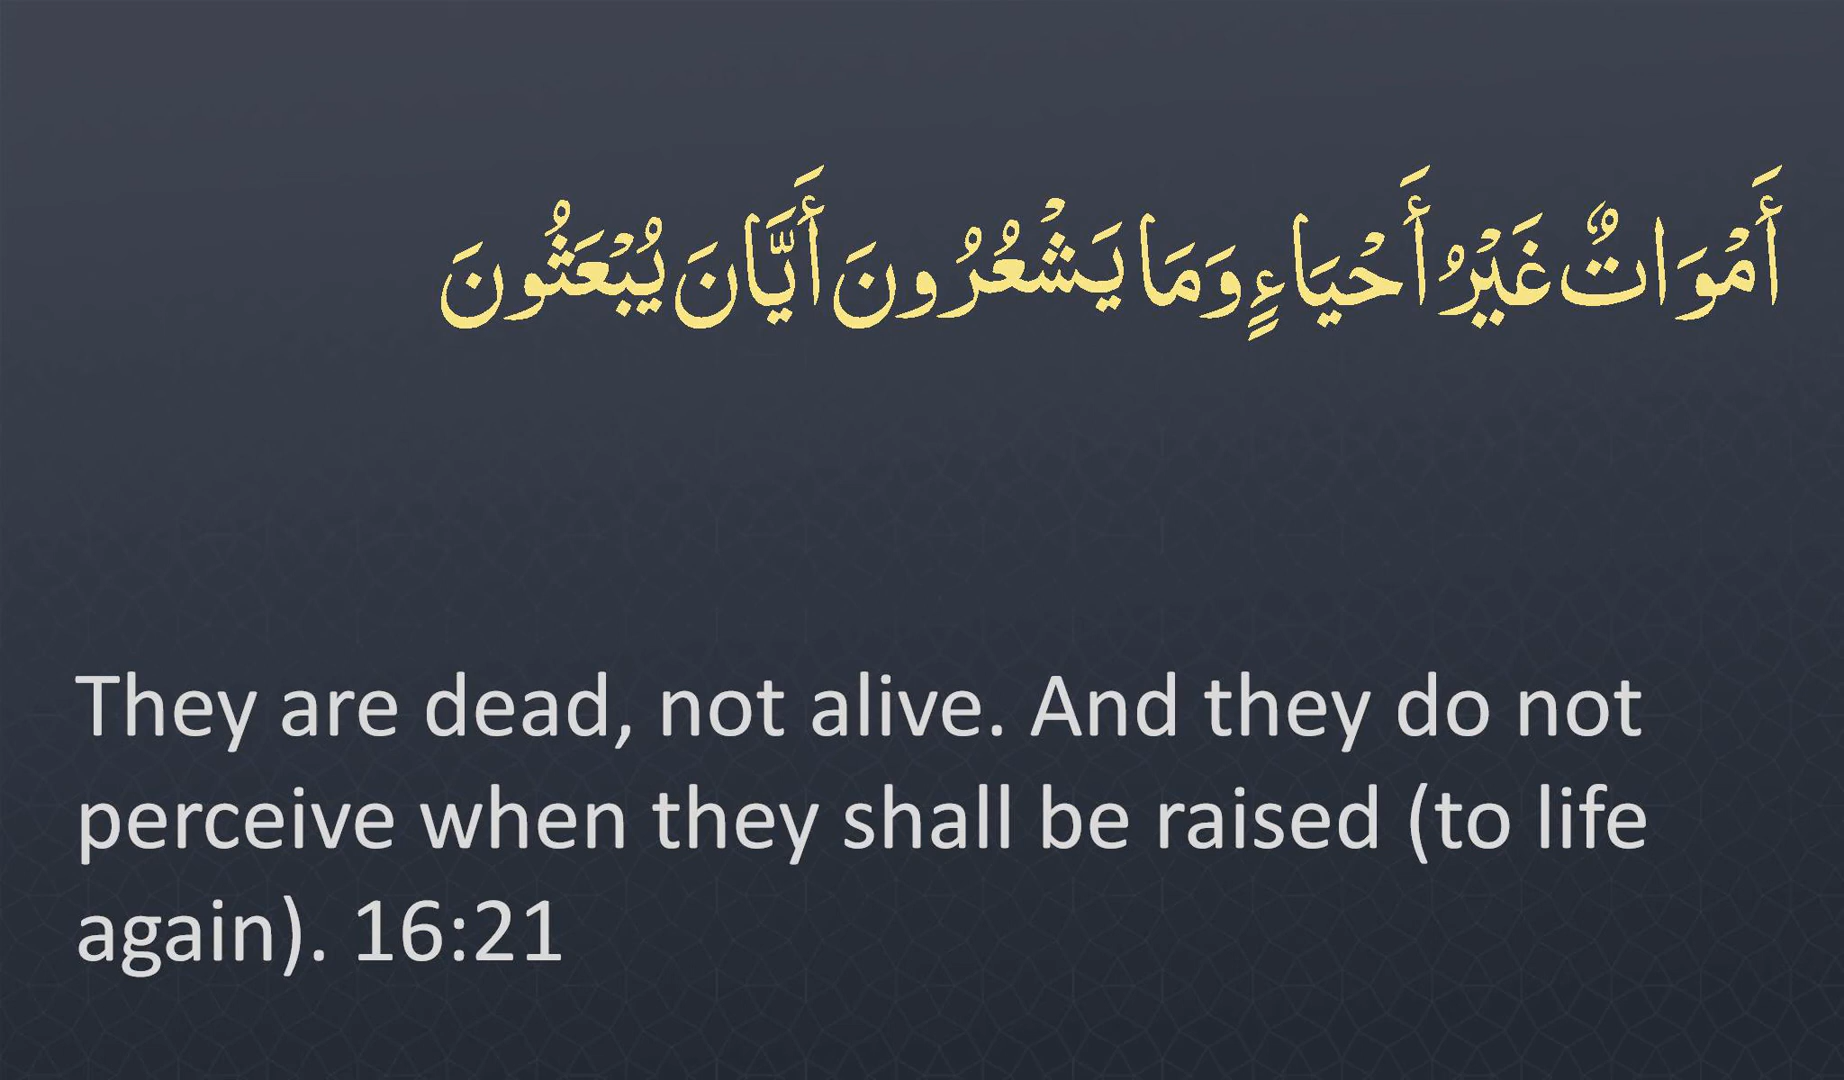 أَمْوَاتٌ غَيْرُ أَحْيَاءٍ وَمَا يَشْعُرُونَ أَيَّانَ يُبْعَثُونَ
They are dead, not alive. And they do not
perceive when they shall be raised (to life
again). 16:21